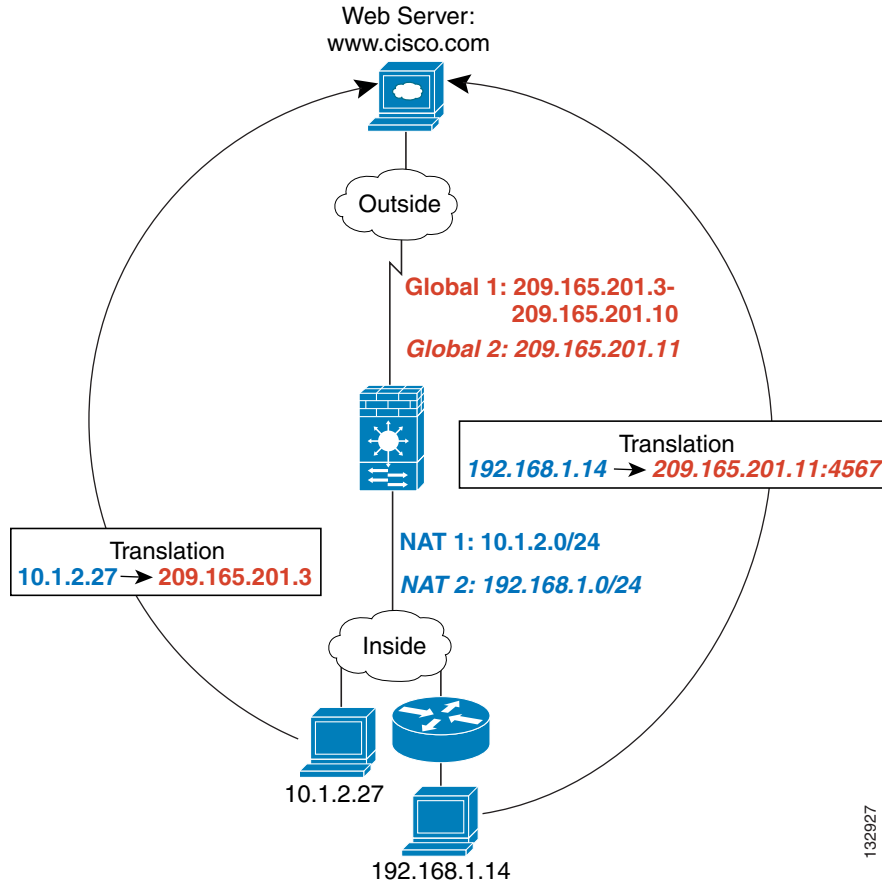 Web Server:
www.cisco.com
Outside
Global 1: 209.165.201.3-
209.165.201.10
Global 2: 209.165.201.11
Translation
192.168.1.14 → 209.165.201.11:4567
NAT 1: 10.1.2.0/24
NAT 2: 192.168.1.0/24
Translation
10.1.2.27 → 209.165.201.3
Inside
10.1.2.27
192.168.1.14
132927